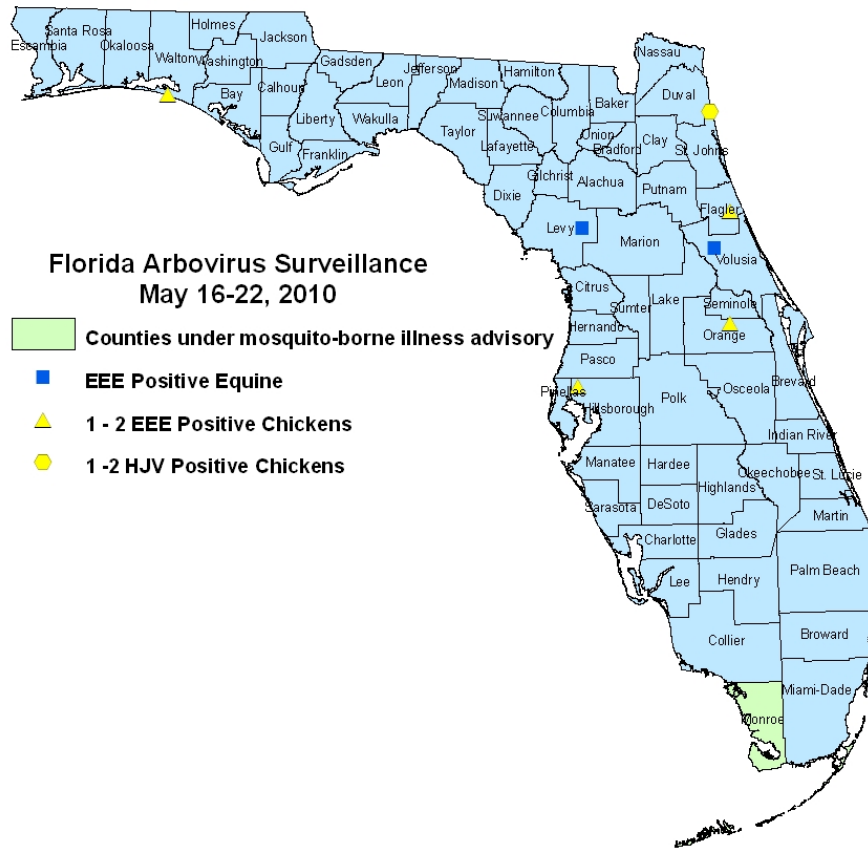 Holmes
Jackson
Santa Rosa
Escambia
Okaloosa
Walton
Washington
Gadsden
Jefferson
Hamilton
Nassau
Leon
Madison
Bay
Calhoun
Liberty
Wakulla
Suwannee
Columbia
Baker
Duval
Taylor
Union
Bradford
Clay
St Johns
Gulf
Franklin
Lafayette
Gilchrist
Alachua
Putnam
Dixie
Flagler
Levy
Marion
Volusia
Florida Arbovirus Surveillance
May 16-22, 2010
Counties under mosquito-borne illness advisory
EEE Positive Equine
1 - 2 EEE Positive Chickens
1 -2 HJV Positive Chickens
Citrus
Sumter
Lake
Seminole
Hernando
Orange
Pasco
Pinellas
Hillsborough
Polk
Osceola
Brevard
Indian River
Manatee
Hardee
Okeechobee
St. Lucie
Highlands
Sarasota
DeSoto
Martin
Charlotte
Glades
Lee
Hendry
Palm Beach
Collier
Broward
Monroe
Miami-Dade